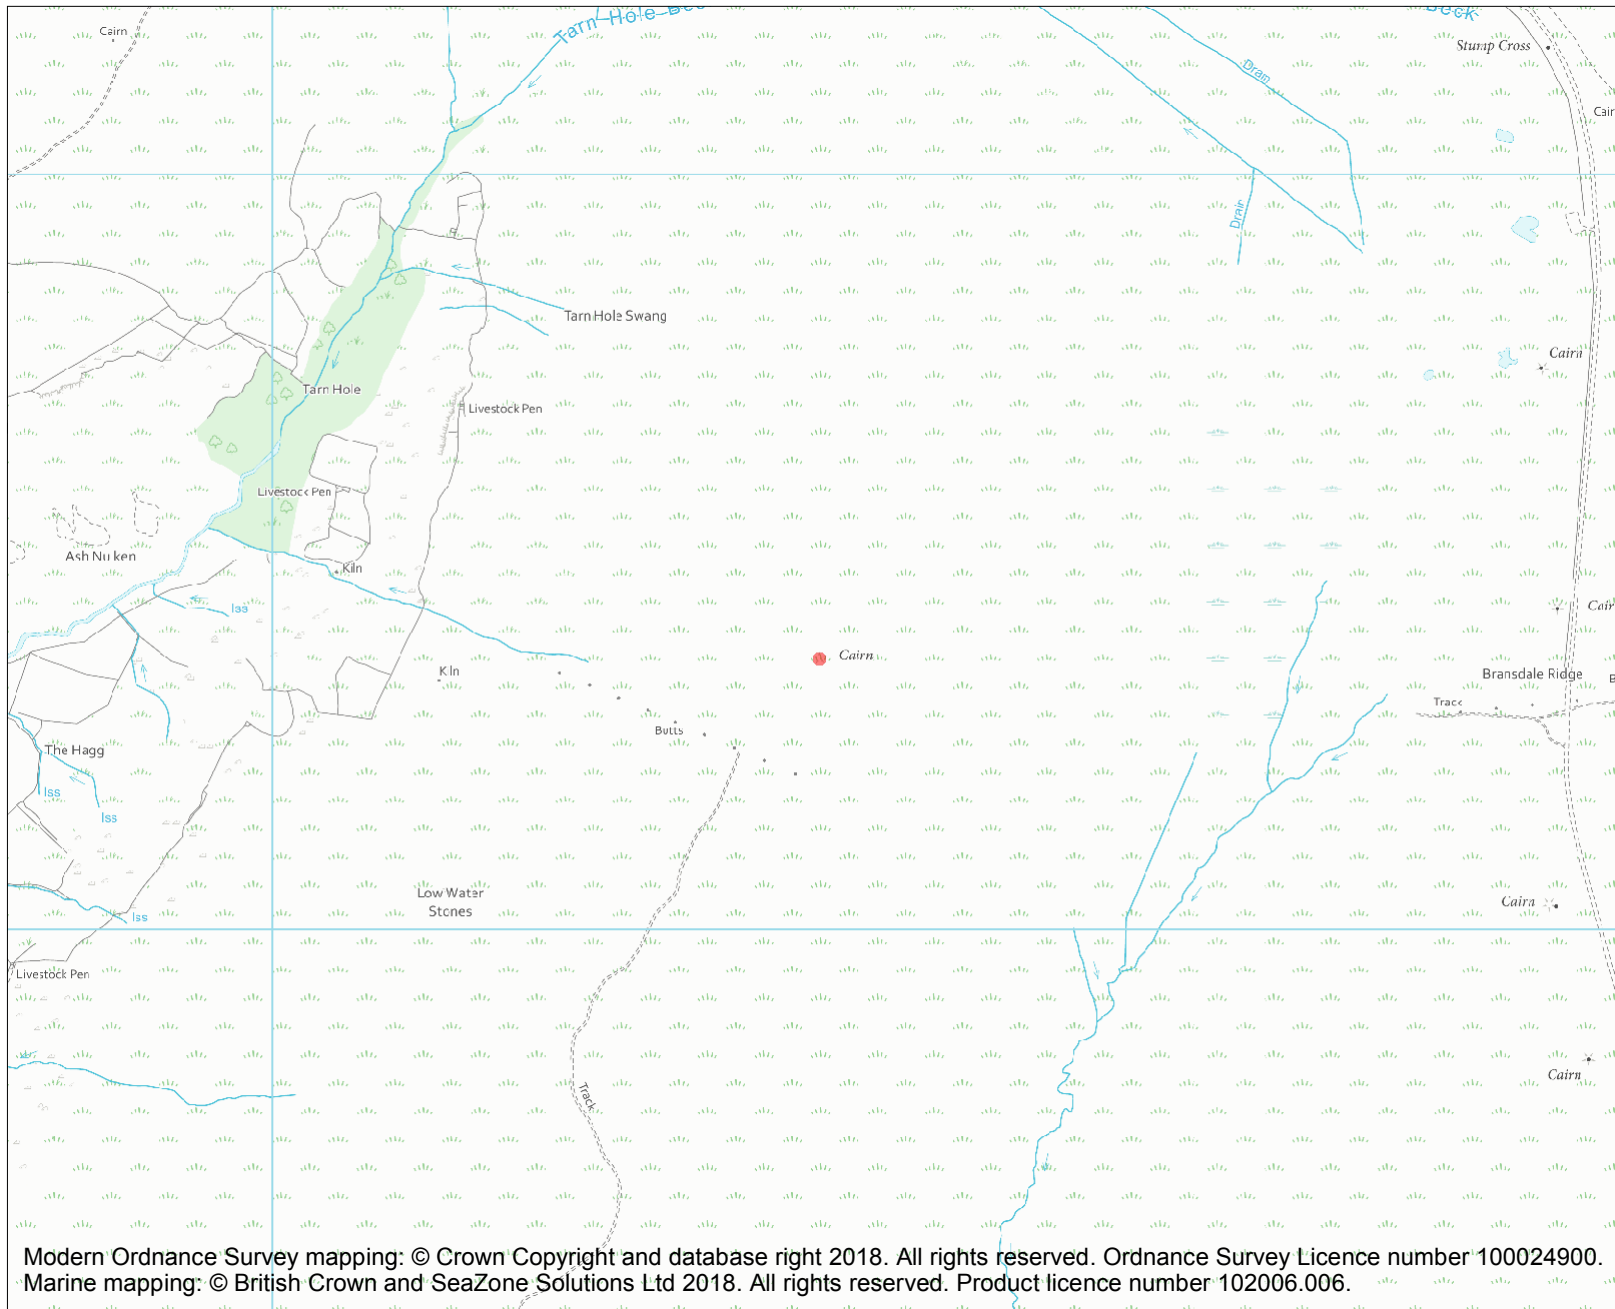 Cairn
Tarn Hole Bec
Beck
Stump Cross
Drain
Cair
Drain
Tarn Hole Swang
Cairn
Tarn Hole
Livestock Pen
Livestock Pen
Ash Nuken
Kiln
Iss
Cair
Cairn
Kiln
Bransdale Ridge
B
Track
Butts
The Hagg
Iss
Iss
Low Water
Stones
Cairn
Iss
Livestock Pen
Cairn
Track
Modern Ordnance Survey mapping: © Crown Copyright and database right 2018. All rights reserved. Ordnance Survey Licence number 100024900.
Marine mapping: © British Crown and SeaZone Solutions Ltd 2018. All rights reserved. Product licence number 102006.006.